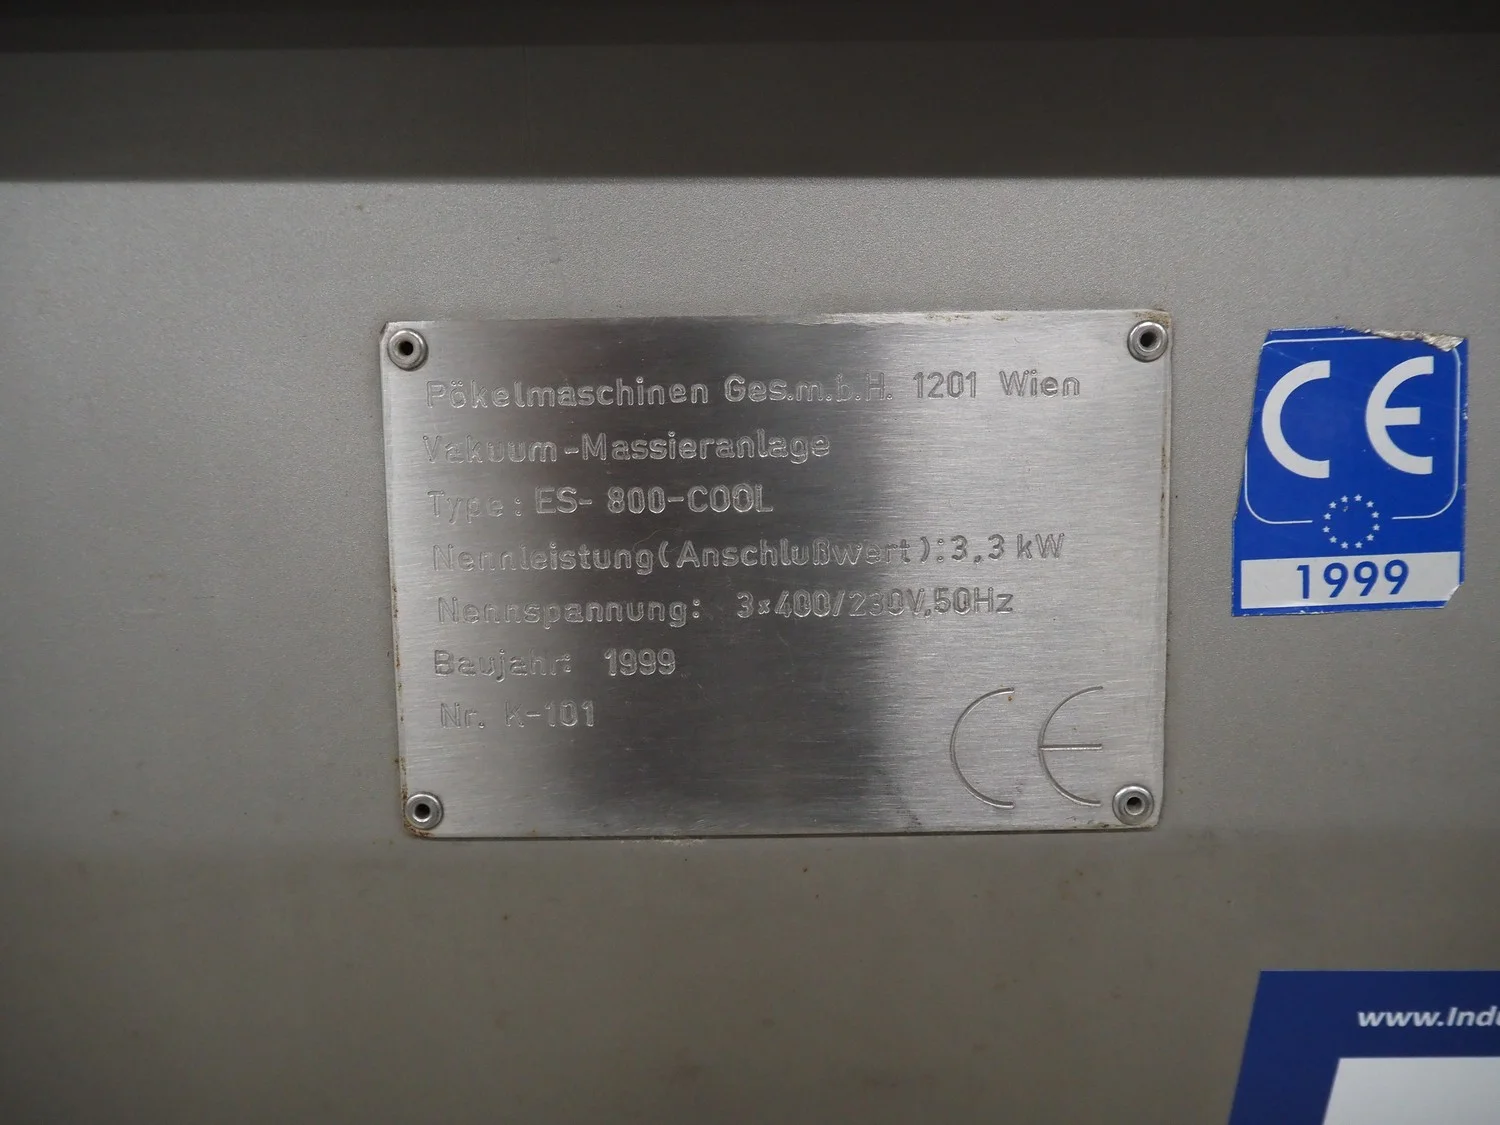 Pökelmaschinen Ges.m.b.H. 1201 Wien
Vakuum-Massieranlage
Type: ES- 800-COOL
Nennleistung(Anschlußwert):3,3 kW
Nennspannung: 3x400/230V,50Hz
Baujahr: 1999
Nr. K-101
CE
CE
1999
www.Indu